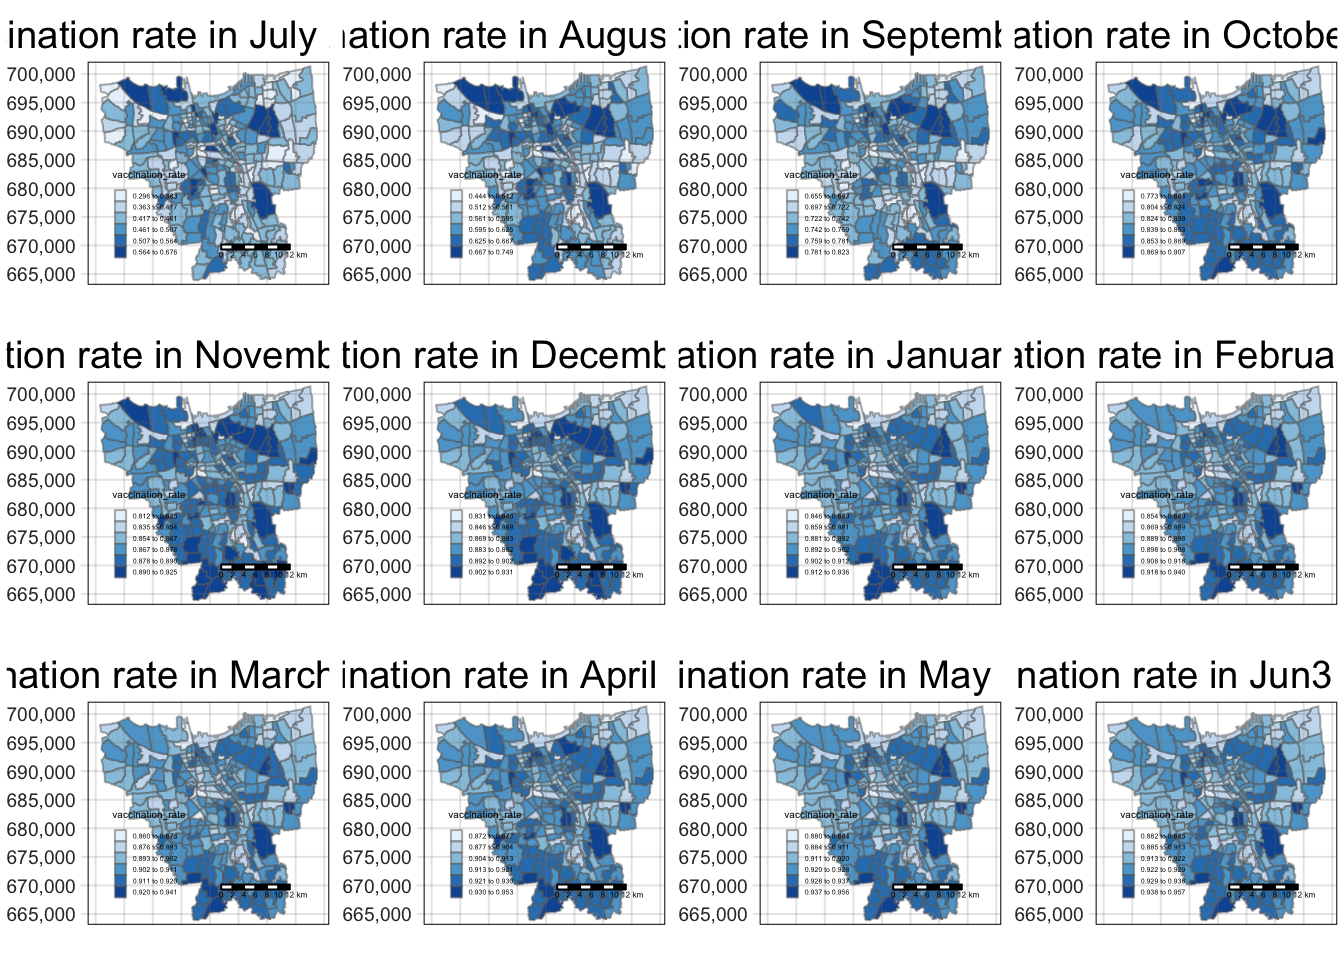 ination rate in July
nation rate in Augus
tion rate in Septemb
ation rate in Octobe
700,000
695,000
690,000
685,000
680,000
675,000
670,000
665,000
vaccination_rate
0.296 to 0.363
0.363 to 0.417
0.417 to 0.461
0.461 to 0.507
0.507 to 0.564
0.564 to 0.676
0 2 4 6 8 10 12 km
vaccination_rate
0.444 to 0.512
0.512 to 0.561
0.561 to 0.595
0.595 to 0.625
0.625 to 0.667
0.667 to 0.749
0 2 4 6 8 10 12 km
vaccination_rate
0.655 to 0.697
0.697 to 0.722
0.722 to 0.742
0.742 to 0.759
0.759 to 0.781
0.781 to 0.823
0 2 4 6 8 10 12 km
vaccination_rate
0.773 to 0.804
0.804 to 0.824
0.824 to 0.839
0.839 to 0.853
0.853 to 0.869
0.869 to 0.907
0 2 4 6 8 10 12 km
700,000
695,000
690,000
685,000
680,000
675,000
670,000
665,000
700,000
695,000
690,000
685,000
680,000
675,000
670,000
665,000
700,000
695,000
690,000
685,000
680,000
675,000
670,000
665,000
tion rate in Novemb
tion rate in Decemb
ation rate in Januar
ation rate in Februa
700,000
695,000
690,000
685,000
680,000
675,000
670,000
665,000
vaccination_rate
0.812 to 0.835
0.835 to 0.854
0.854 to 0.867
0.867 to 0.878
0.878 to 0.890
0.890 to 0.925
0 2 4 6 8 10 12 km
700,000
695,000
690,000
685,000
680,000
675,000
670,000
665,000
vaccination_rate
0.831 to 0.846
0.846 to 0.869
0.869 to 0.883
0.883 to 0.892
0.892 to 0.902
0.902 to 0.931
0 2 4 6 8 10 12 km
700,000
695,000
690,000
685,000
680,000
675,000
670,000
665,000
vaccination_rate
0.846 to 0.859
0.859 to 0.881
0.881 to 0.892
0.892 to 0.902
0.902 to 0.912
0.912 to 0.936
0 2 4 6 8 10 12 km
700,000
695,000
690,000
685,000
680,000
675,000
670,000
665,000
vaccination_rate
0.854 to 0.869
0.869 to 0.889
0.889 to 0.898
0.898 to 0.908
0.908 to 0.918
0.918 to 0.940
0 2 4 6 8 10 12 km
nation rate in March
ination rate in April
ination rate in May
nation rate in Jun3
700,000
695,000
690,000
685,000
680,000
675,000
670,000
665,000
vaccination_rate
0.860 to
0.876 to 0.893
0.893 to 0.902
0.902 to 0.911
0.911 to 0.920
0.920 to 0.941
0 2 4 6 8 10 12 km
700,000
695,000
690,000
685,000
680,000
675,000
670,000
665,000
vaccination_rate
0.872 to 0.877
0.877 to 0.904
0.904 to 0.913
0.913 to 0.921
0.921 to 0.930
0.930 to 0.953
0 2 4 6 8 10 12 km
700,000
695,000
690,000
685,000
680,000
675,000
670,000
665,000
vaccination_rate
0.880 to 0.884
0.884 to 0.911
0.911 to 0.920
0.920 to 0.928
0.928 to 0.937
0.937 to 0.956
0 2 4 6 8 10 12 km
700,000
695,000
690,000
685,000
680,000
675,000
670,000
665,000
vaccination_rate
0.882 to 0.885
0.885 to 0.913
0.913 to 0.922
0.922 to 0.929
0.929 to 0.938
0.938 to 0.957
0 2 4 6 8 10 12 km